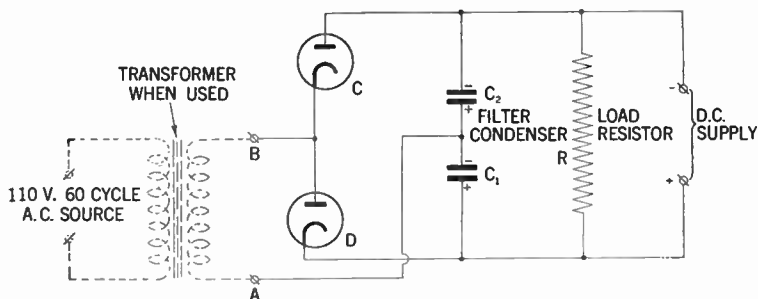 TRANSFORMER
WHEN USED
110 V. 60 CYCLE
A.C. SOURCE
B
A
C
D
-
C₂
+
FILTER
CONDENSER
-
C₁
+
LOAD
RESISTOR
R
-
D.C.
SUPPLY
+